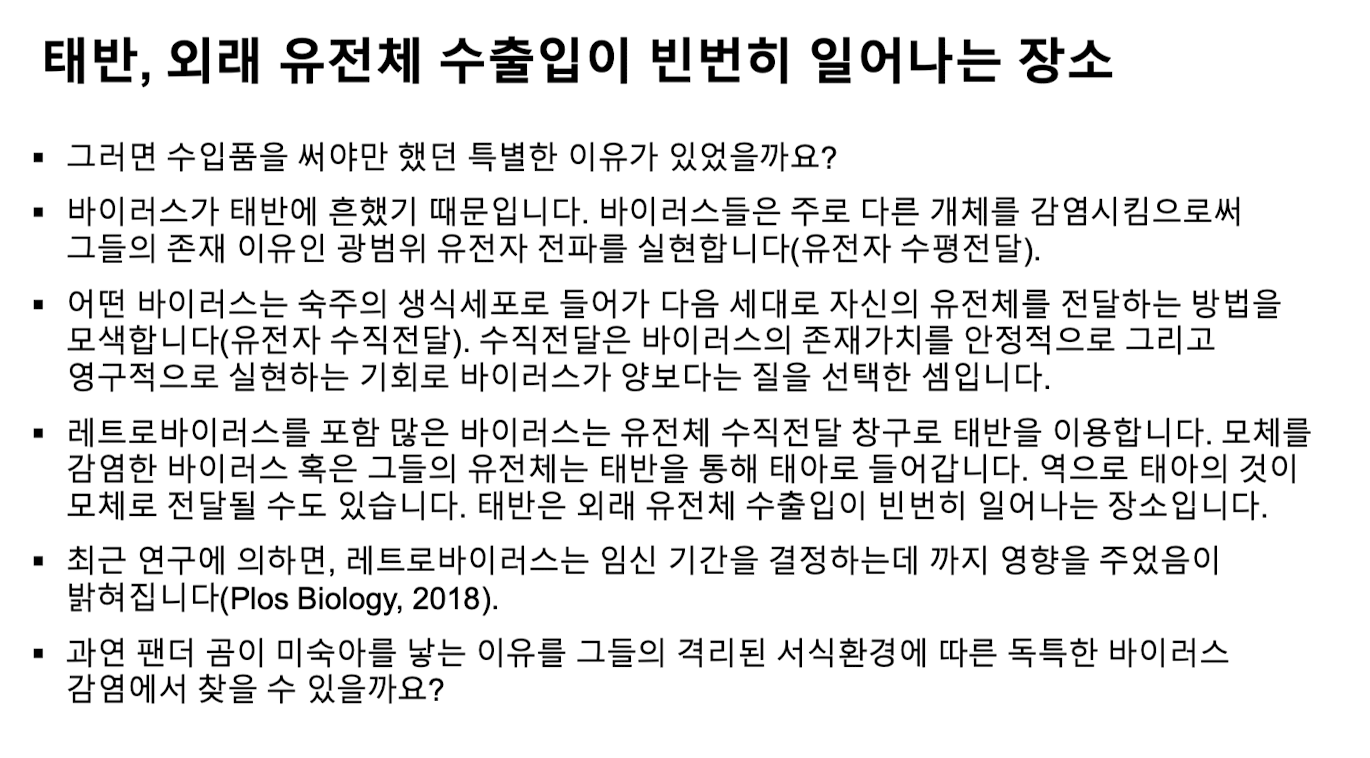 태반, 외래 유전체 수출입이 빈번히 일어나는 장소
▪ 그러면 수입품을 써야만 했던 특별한 이유가 있었을까요?
▪ 바이러스가 태반에 흔했기 때문입니다. 바이러스들은 주로 다른 개체를 감염시킴으로써
그들의 존재 이유인 광범위 유전자 전파를 실현합니다(유전자 수평전달).
▪ 어떤 바이러스는 숙주의 생식세포로 들어가 다음 세대로 자신의 유전체를 전달하는 방법을
모색합니다(유전자 수직전달). 수직전달은 바이러스의 존재가치를 안정적으로 그리고
영구적으로 실현하는 기회로 바이러스가 양보다는 질을 선택한 셈입니다.
▪ 레트로바이러스를 포함 많은 바이러스는 유전체 수직전달 창구로 태반을 이용합니다. 모체를
감염한 바이러스 혹은 그들의 유전체는 태반을 통해 태아로 들어갑니다. 역으로 태아의 것이
모체로 전달될 수도 있습니다. 태반은 외래 유전체 수출입이 빈번히 일어나는 장소입니다.
▪ 최근 연구에 의하면, 레트로바이러스는 임신 기간을 결정하는데 까지 영향을 주었음이
밝혀집니다(Plos Biology, 2018).
▪ 과연 팬더 곰이 미숙아를 낳는 이유를 그들의 격리된 서식환경에 따른 독특한 바이러스
감염에서 찾을 수 있을까요?